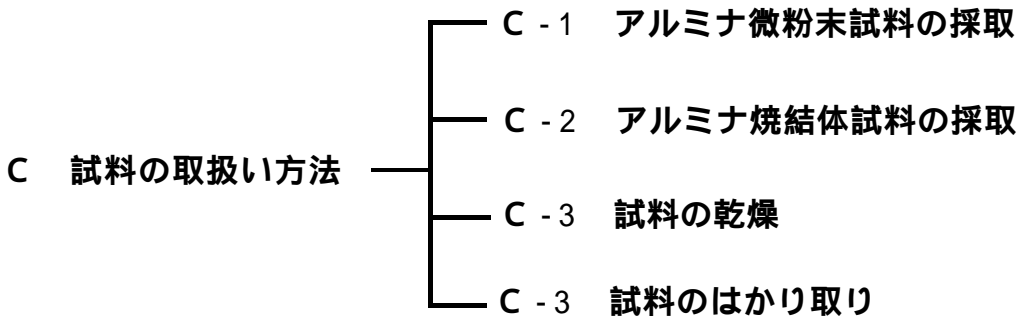 C - 1 アルミナ微粉末試料の採取
C - 2 アルミナ焼結体試料の採取
C 試料の取扱い方法
C - 3 試料の乾燥
C - 3 試料のはかり取り